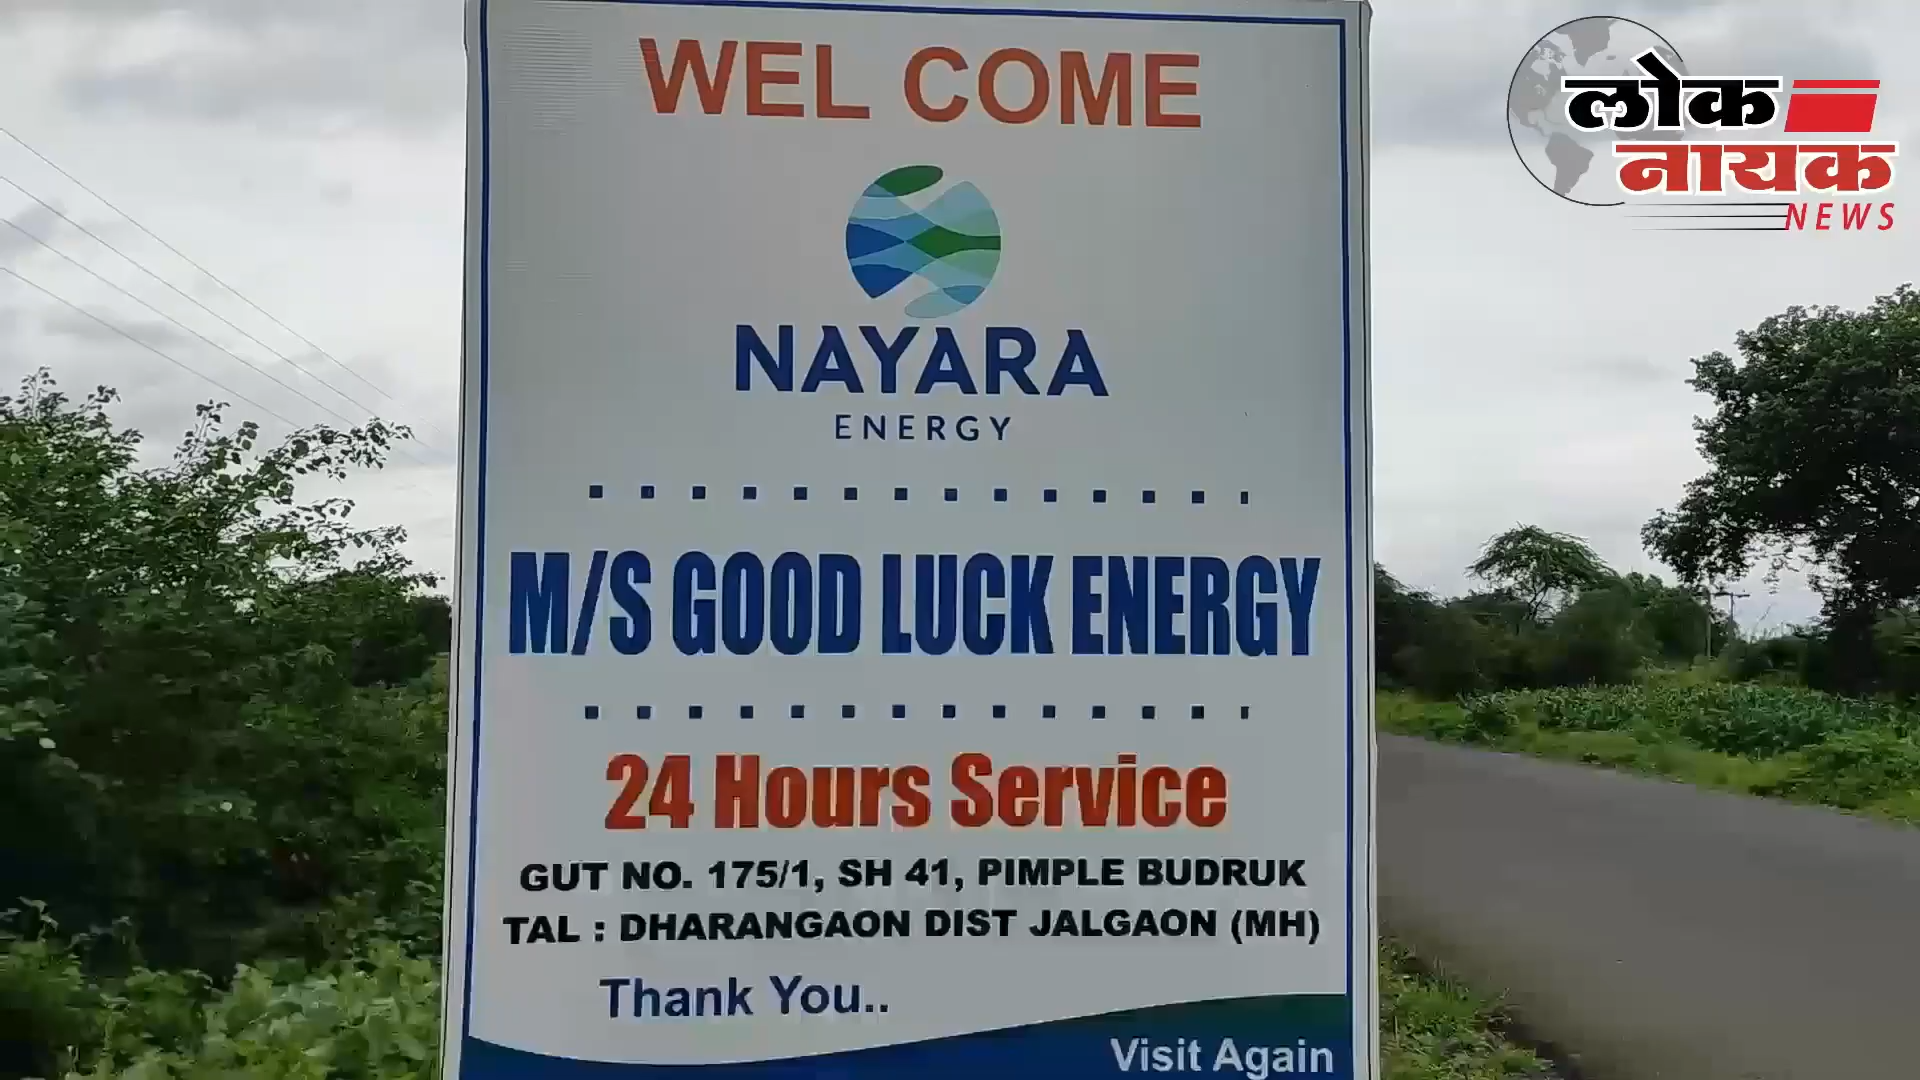 WEL COME
NAYARA
ENERGY
M/S GOOD LUCK ENERGY
24 Hours Service
GUT NO. 175/1, SH 41, PIMPLE BUDRUK
TAL : DHARANGAON DIST JALGAON (MH)
Thank You..
Visit Again
लोक
नायक
NEWS